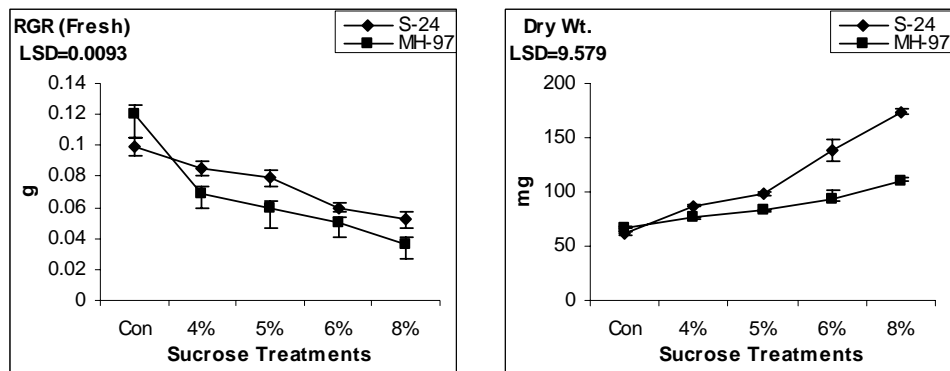 RGR (Fresh)
LSD=0.0093
S-24
MH-97
0.14
0.12
0.1
0.08
0.06
0.04
0.02
0
g
Con 4% 5% 6% 8%
Sucrose Treatments
Dry Wt.
LSD=9.579
S-24
MH-97
200
150
100
50
0
mg
Con 4% 5% 6% 8%
Sucrose Treatments